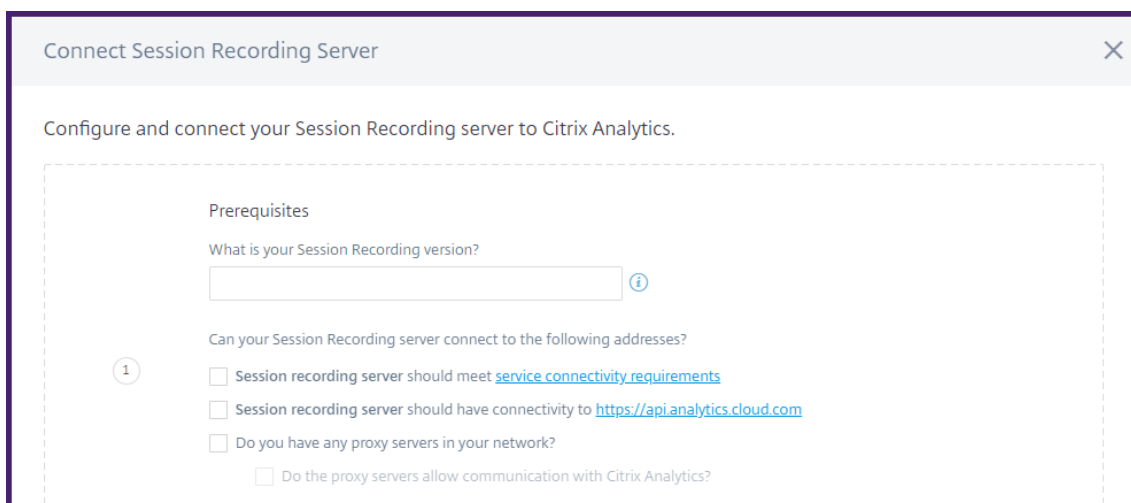 Connect Session Recording Server
Configure and connect your Session Recording server to Citrix Analytics.
Prerequisites
What is your Session Recording version?
i
Can your Session Recording server connect to the following addresses?
1
Session recording server should meet service connectivity requirements
Session recording server should have connectivity to https://api.analytics.cloud.com
Do you have any proxy servers in your network?
Do the proxy servers allow communication with Citrix Analytics?